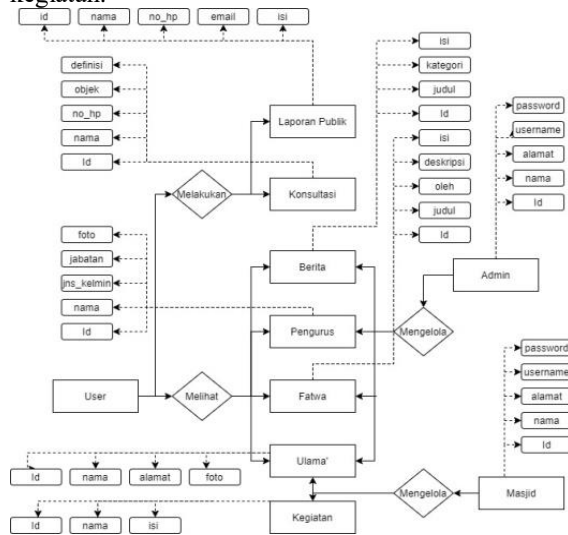 kegiatan.
id
nama
no_hp
email
isi
definisi
objek
no_hp
nama
Id
Laporan Publik
Konsultasi
Melakukan
isi
kategori
judul
Id
isi
deskripsi
oleh
judul
Id
password
username
alamat
nama
Id
foto
jabatan
jns_kelmin
nama
Id
Berita
Pengurus
Fatwa
Ulama'
Kegiatan
Admin
Mengelola
User
Melihat
password
username
alamat
nama
Id
Mengelola
Masjid
Id
nama
alamat
foto
Id
nama
isi